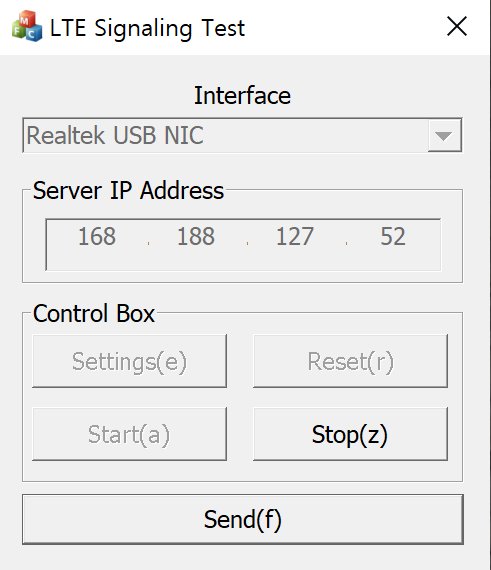 LTE Signaling Test
Interface
Realtek USB NIC
Server IP Address
168 . 188 . 127 . 52
Control Box
Settings(e) Reset(r)
Start(a) Stop(z)
Send(f)